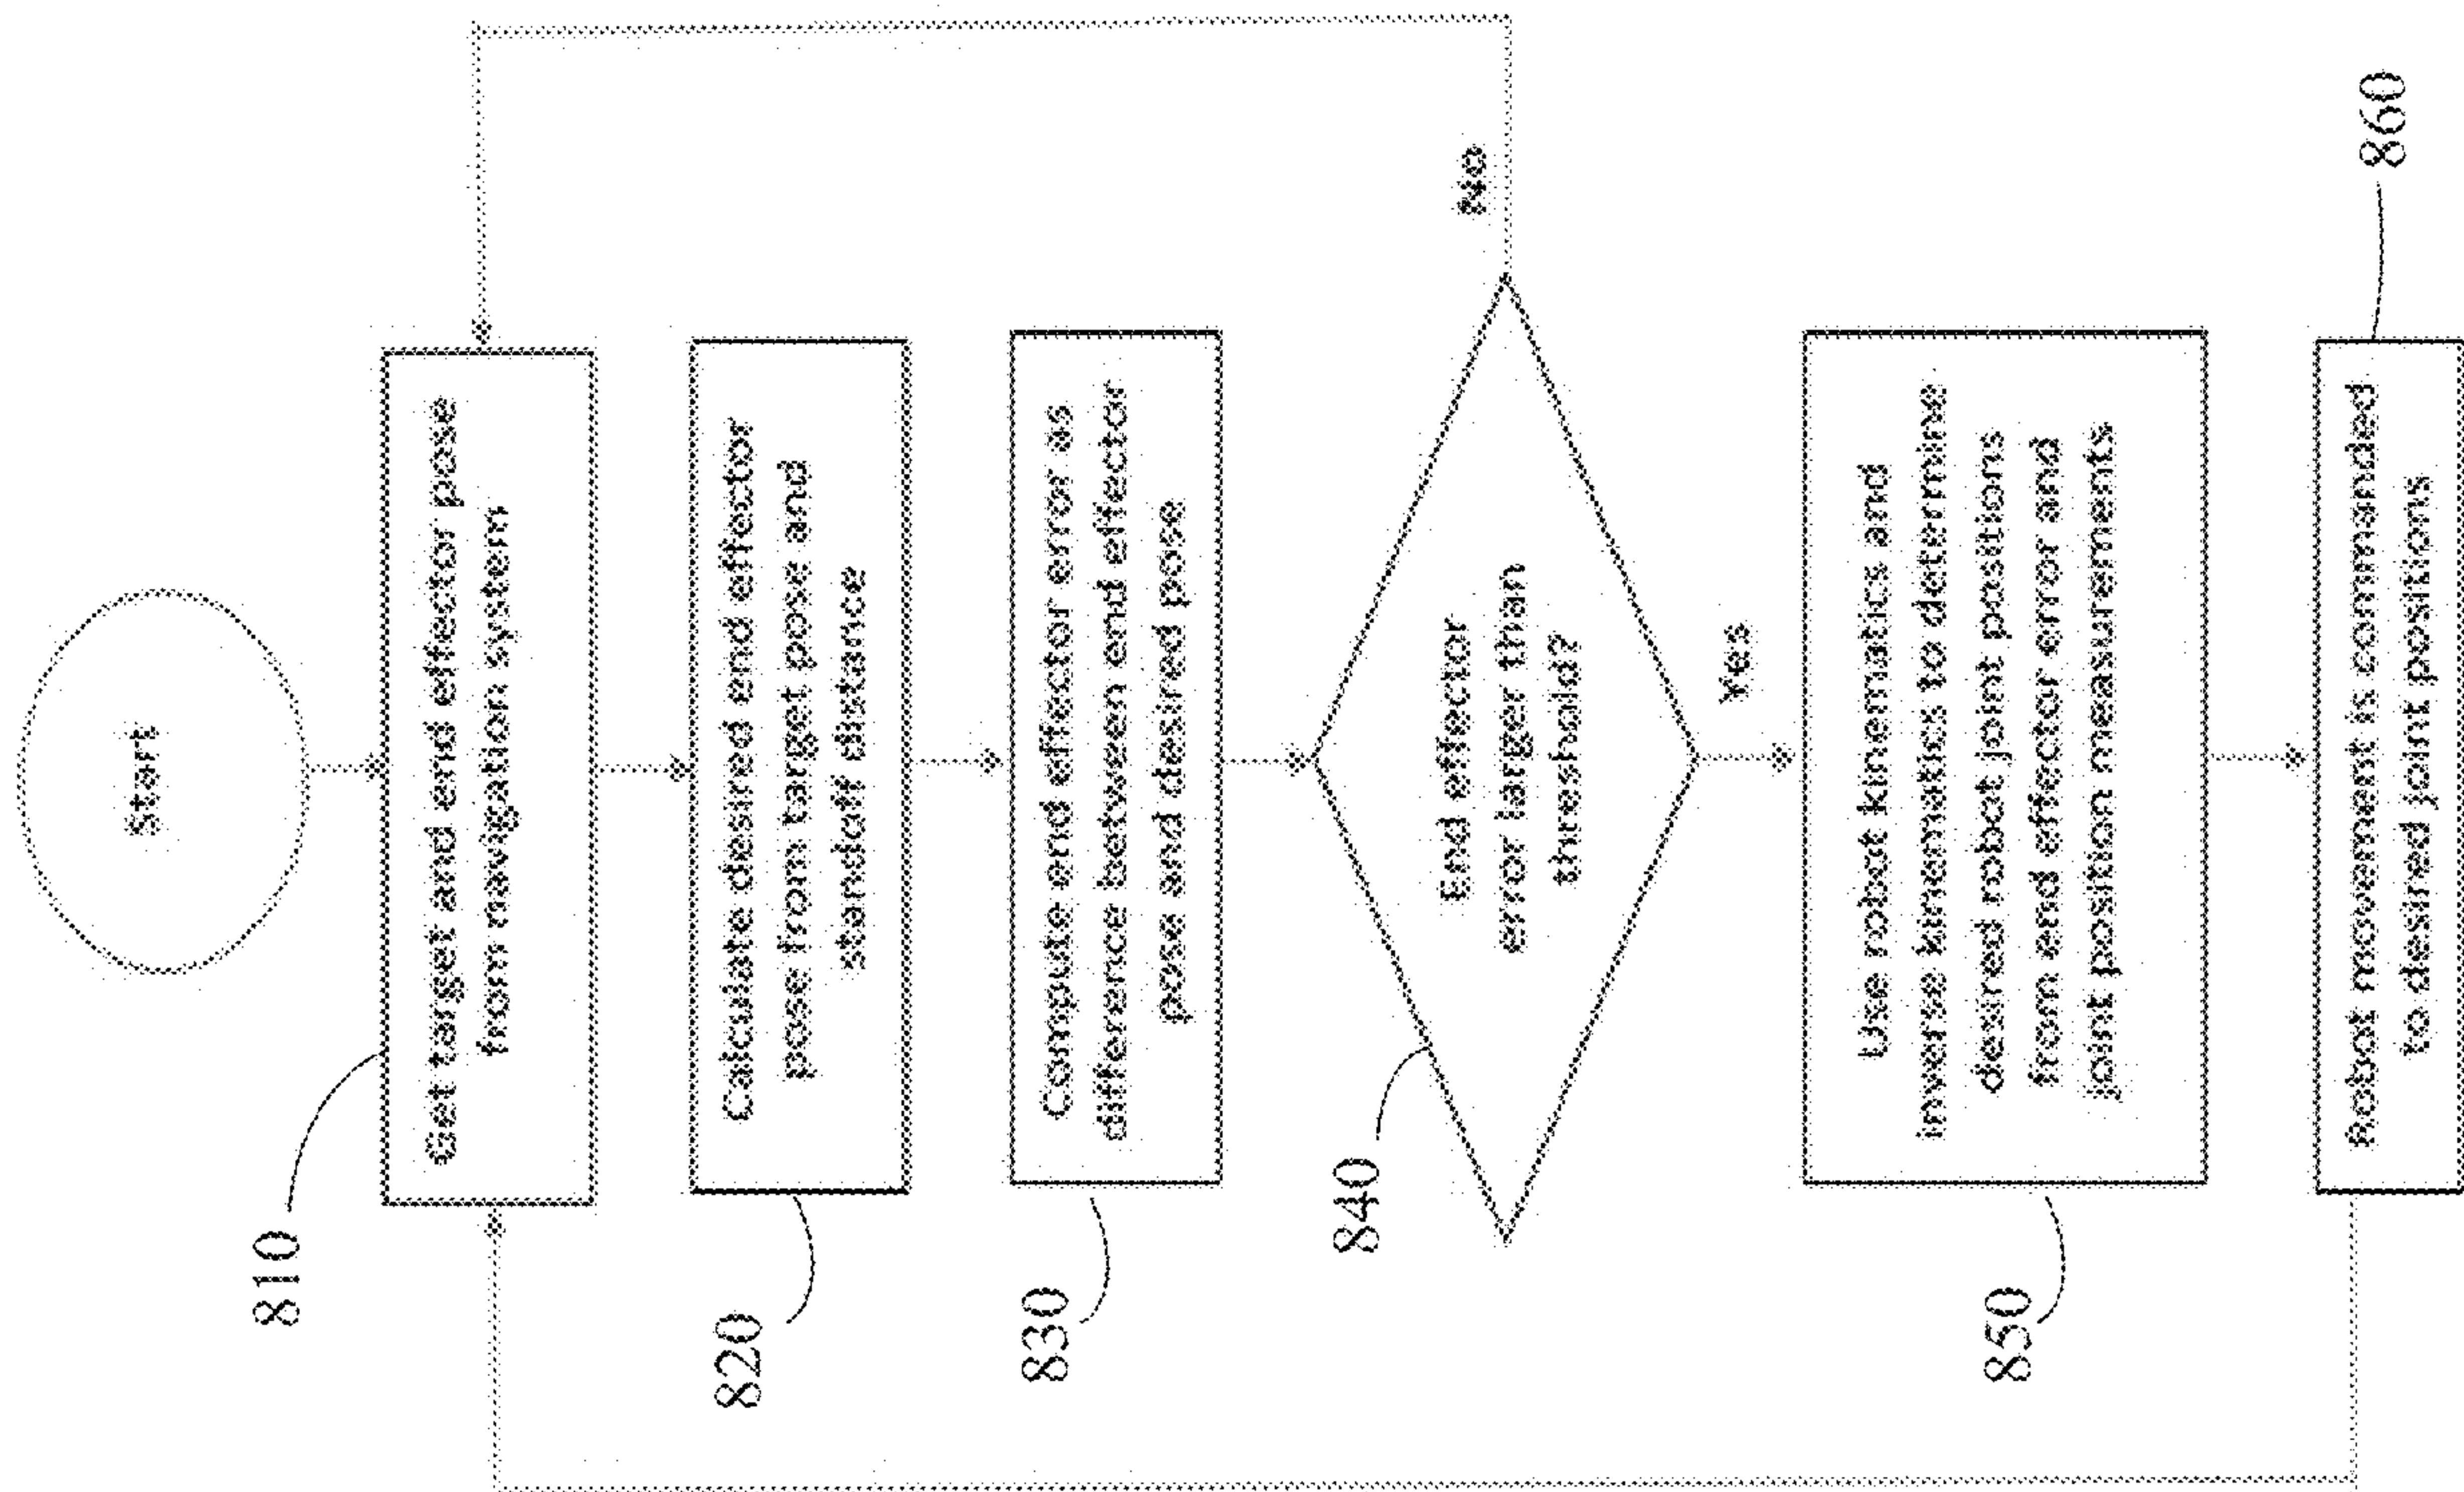 Start
810
Get target and end effector pose
from navigation system
820
Calculate desired end effector
pose from target pose and
standoff distance
830
Compute end effector error as
difference between end effector
pose and desired pose
840
End effector
error larger than
threshold?
No
Yes
850
Use robot kinematics and
inverse kinematics to determine
desired robot joint positions
from end effector error and
joint position measurements
860
Robot movement is commanded
to desired joint positions